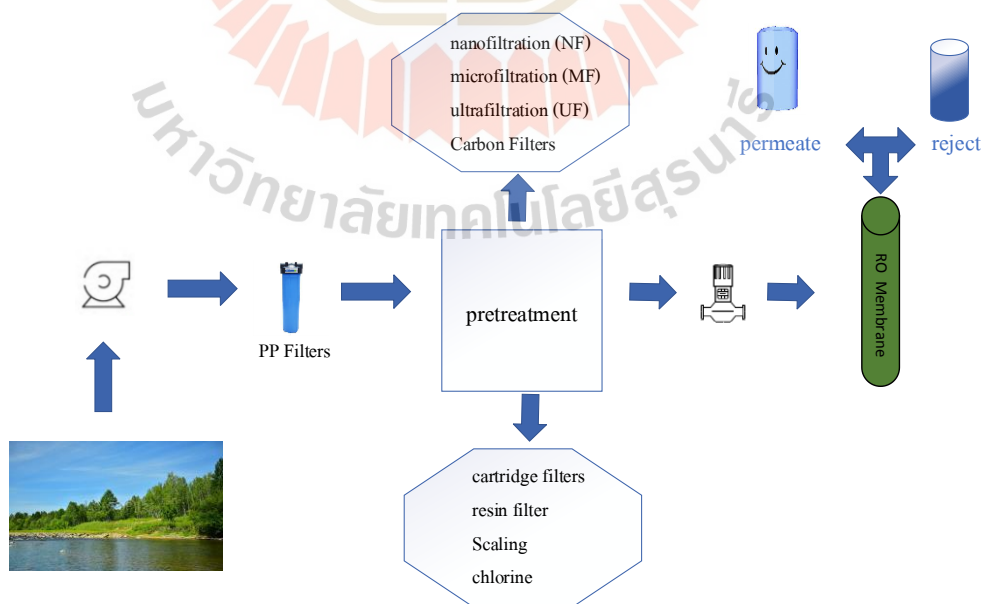 nanofiltration (NF)
microfiltration (MF)
ultrafiltration (UF)
Carbon Filters
permeate
reject
มหาวิทยาลัยเทคโนโลยีสุรนารี
RO Membrane
pretreatment
PP Filters
cartridge filters
resin filter
Scaling
chlorine